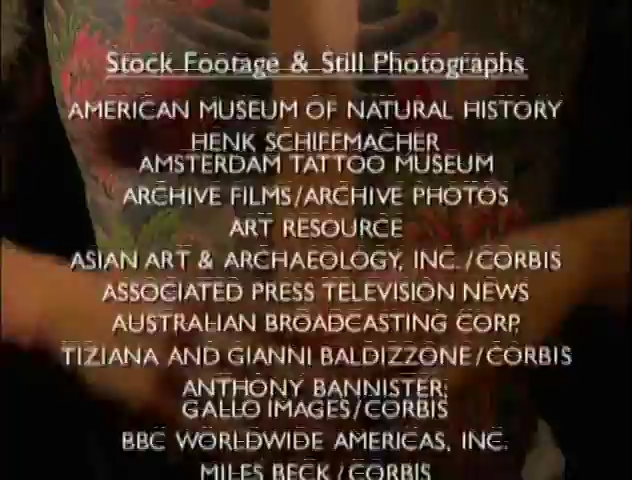 Stock Footage & Still Photographs
AMERICAN MUSEUM OF NATURAL HISTORY
HENK SCHIFFMACHER
AMSTERDAM TATTOO MUSEUM
ARCHIVE FILMS/ARCHIVE PHOTOS
ART RESOURCE
ASIAN ART & ARCHAEOLOGY, INC./CORBIS
ASSOCIATED PRESS TELEVISION NEWS
AUSTRALIAN BROADCASTING CORP.
TIZIANA AND GIANNI BALDIZZONE/CORBIS
ANTHONY BANNISTER;
GALLO IMAGES/CORBIS
BBC WORLDWIDE AMERICAS, INC.
MILES BECK/CORBIS